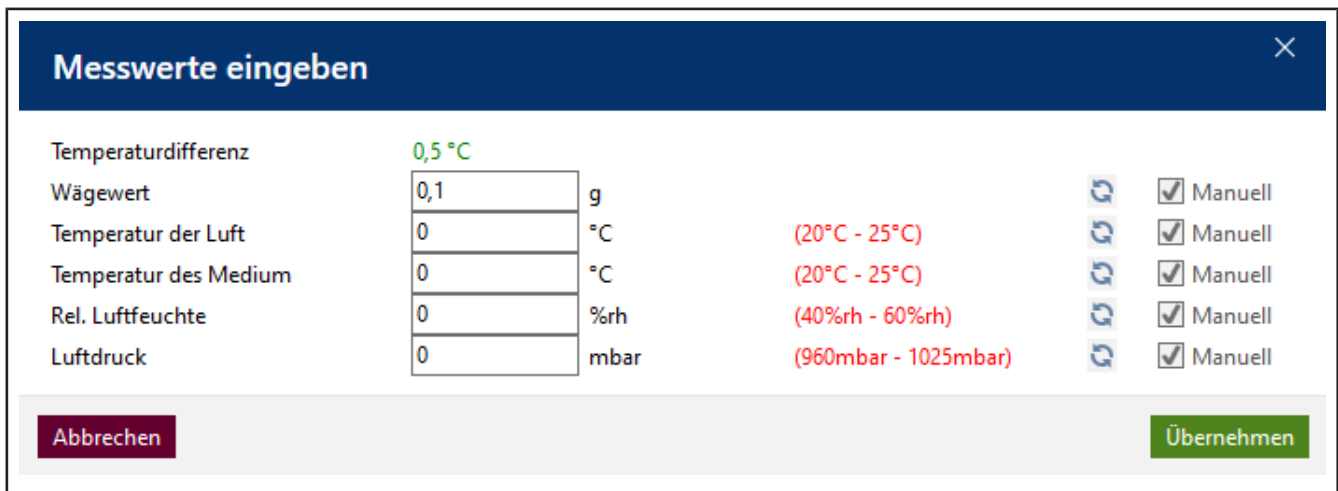 Messwerte eingeben
Temperaturdifferenz 0,5 °C
Wägewert 0,1 g Manuell
Temperatur der Luft 0 °C (20°C - 25°C) Manuell
Temperatur des Medium 0 °C (20°C - 25°C) Manuell
Rel. Luftfeuchte 0 %rh (40%rh - 60%rh) Manuell
Luftdruck 0 mbar (960mbar - 1025mbar) Manuell
Abbrechen Übernehmen